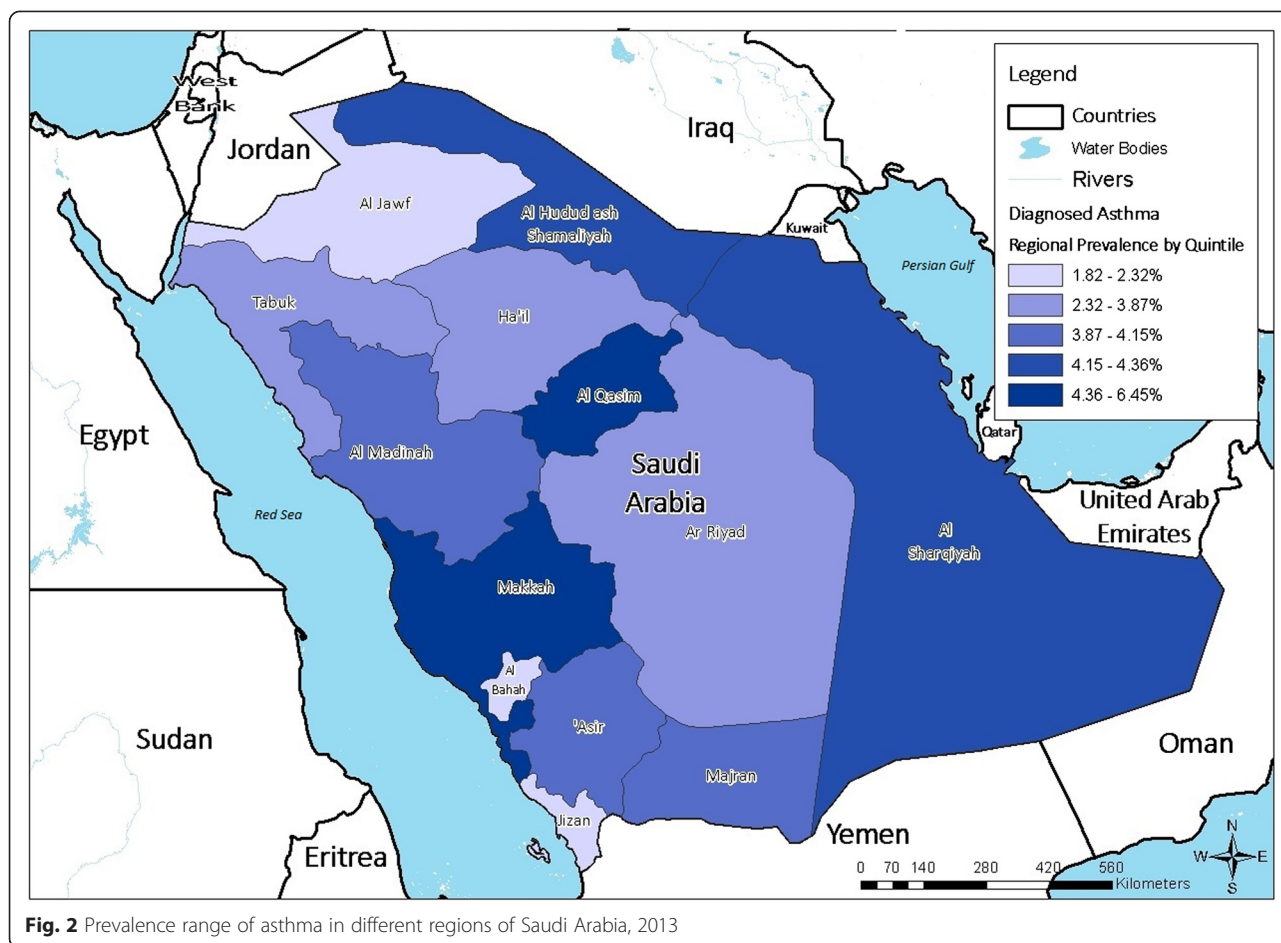 West
Bank
Jordan
Iraq
Kuwait
Persian Gulf
Qatar
United Arab
Emirates
Egypt
Red Sea
Sudan
Eritrea
Yemen
Oman
Saudi
Arabia
Al Jawf
Al Hudud ash
Shamaliyah
Tabuk
Ha'il
Al Qasim
Al Madinah
Ar Riyad
Al
Sharqiyah
Makkah
Al
Bahah
'Asir
Majran
Jizan
Legend
Countries
Water Bodies
Rivers
Diagnosed Asthma
Regional Prevalence by Quintile
1.82 - 2.32%
2.32 - 3.87%
3.87 - 4.15%
4.15 - 4.36%
4.36 - 6.45%
N
W E
S
0 70 140 280 420 560
Kilometers
Fig. 2 Prevalence range of asthma in different regions of Saudi Arabia, 2013